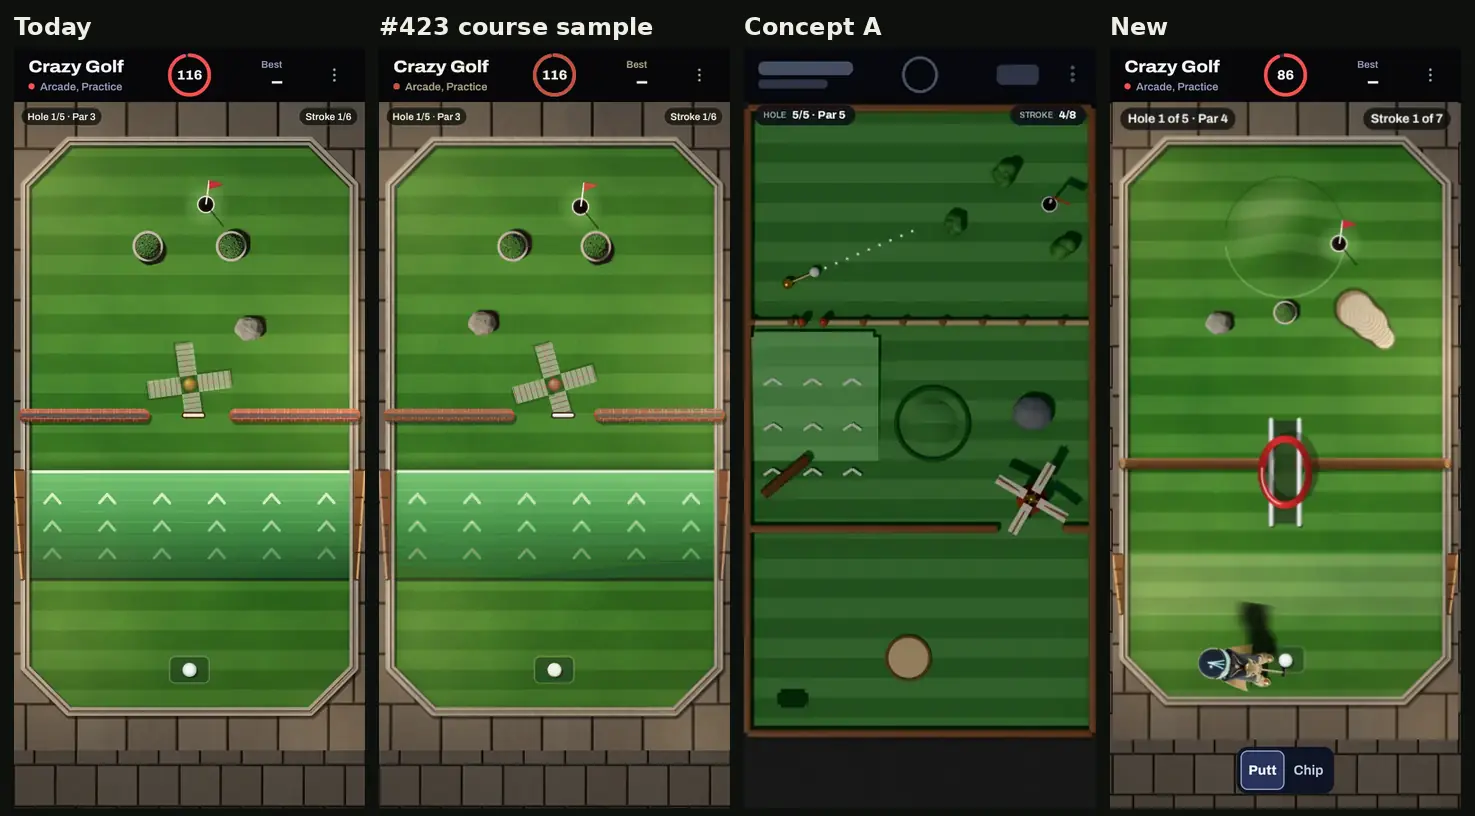 Today
Crazy Golf
Arcade, Practice
116
Best
–
Hole 1/5 · Par 3
Stroke 1/6
#423 course sample
Crazy Golf
Arcade, Practice
116
Best
–
Hole 1/5 · Par 3
Stroke 1/6
Concept A
HOLE 5/5 · Par 5
STROKE 4/8
New
Crazy Golf
Arcade, Practice
86
Best
–
Hole 1 of 5 · Par 4
Stroke 1 of 7
Putt
Chip